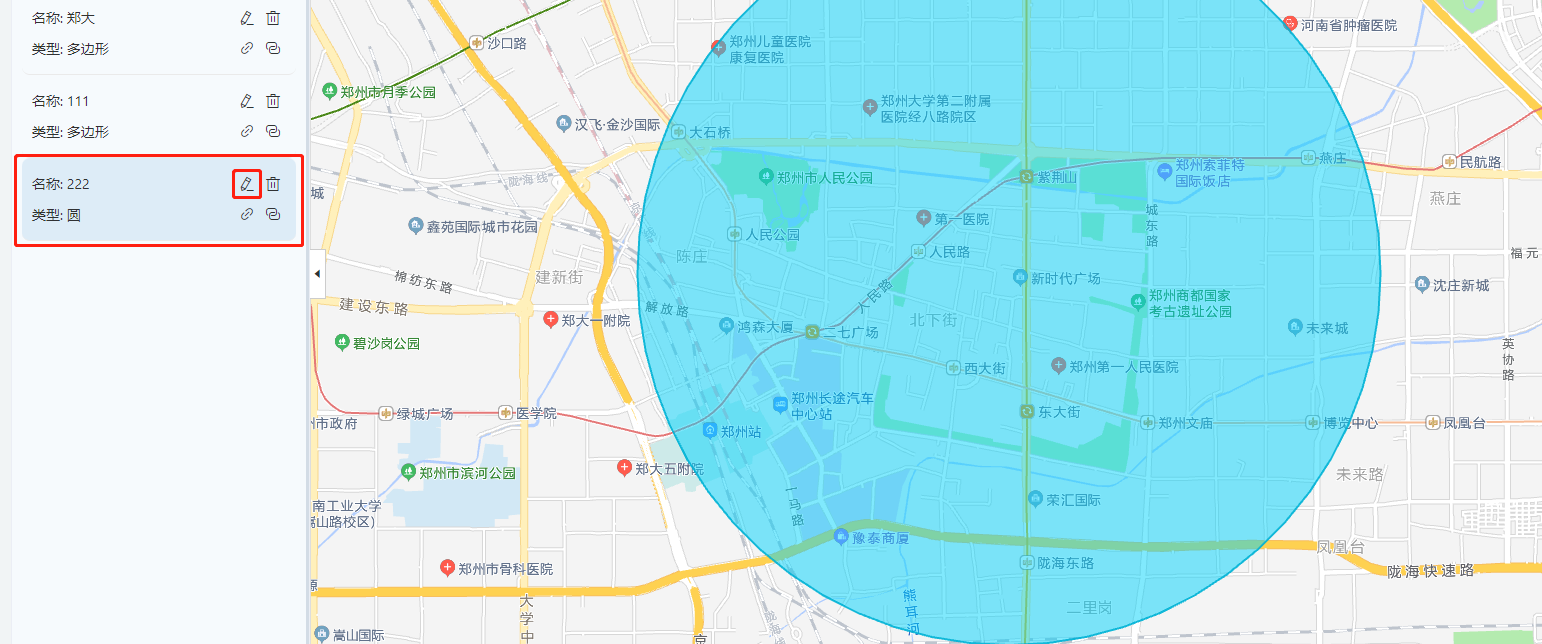 名称: 郑大
类型: 多边形
名称: 111
类型: 多边形
名称: 222
类型: 圆
沙口路
郑州儿童医院
康复医院
河南省肿瘤医院
郑州市月季公园
汉飞·金沙国际
大石桥
郑州大学第二附属
医院经八路院区
燕庄
民航路
城
陇海线
郑州市人民公园
紫荆山
郑州索菲特
国际饭店
燕庄
鑫苑国际城市花园
人民公园
第一医院
城东路
陈庄
人民路
福元
棉纺东路
建新街
新时代广场
沈庄新城
建设东路
解放路
人民路
郑州商都国家
考古遗址公园
郑大一附院
鸿森大厦
二七广场
北下街
未来城
碧沙岗公园
英协路
西大街
郑州第一人民医院
郑州长途汽车
中心站
绿城广场
医学院
东大街
市政府
郑州站
郑州文庙
博览中心
凤凰台
郑州市滨河公园
郑大五附院
未来路
南工业大学
嵩山路校区)
一马路
荣汇国际
豫泰商厦
凤凰台
陇海东路
陇海快速路
郑州市骨科医院
源
大学中
熊耳河
二里岗
陇海线
嵩山国际
京